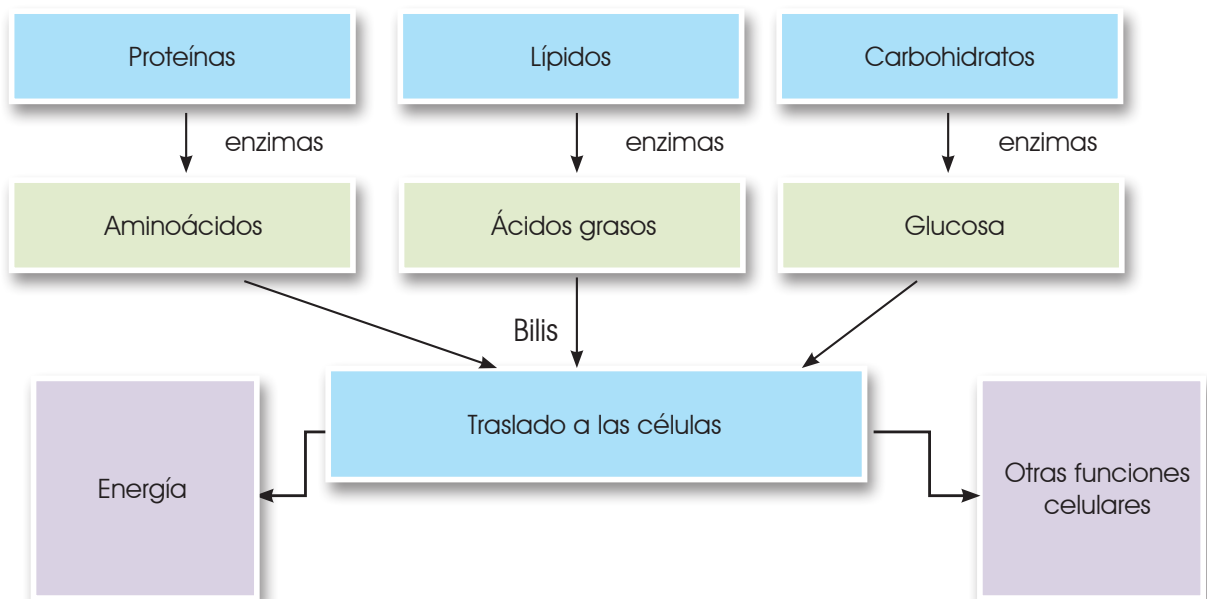 Proteínas
Lípidos
Carbohidratos
enzimas
enzimas
enzimas
Aminoácidos
Ácidos grasos
Glucosa
Bilis
Traslado a las células
Energía
Otras funciones
celulares